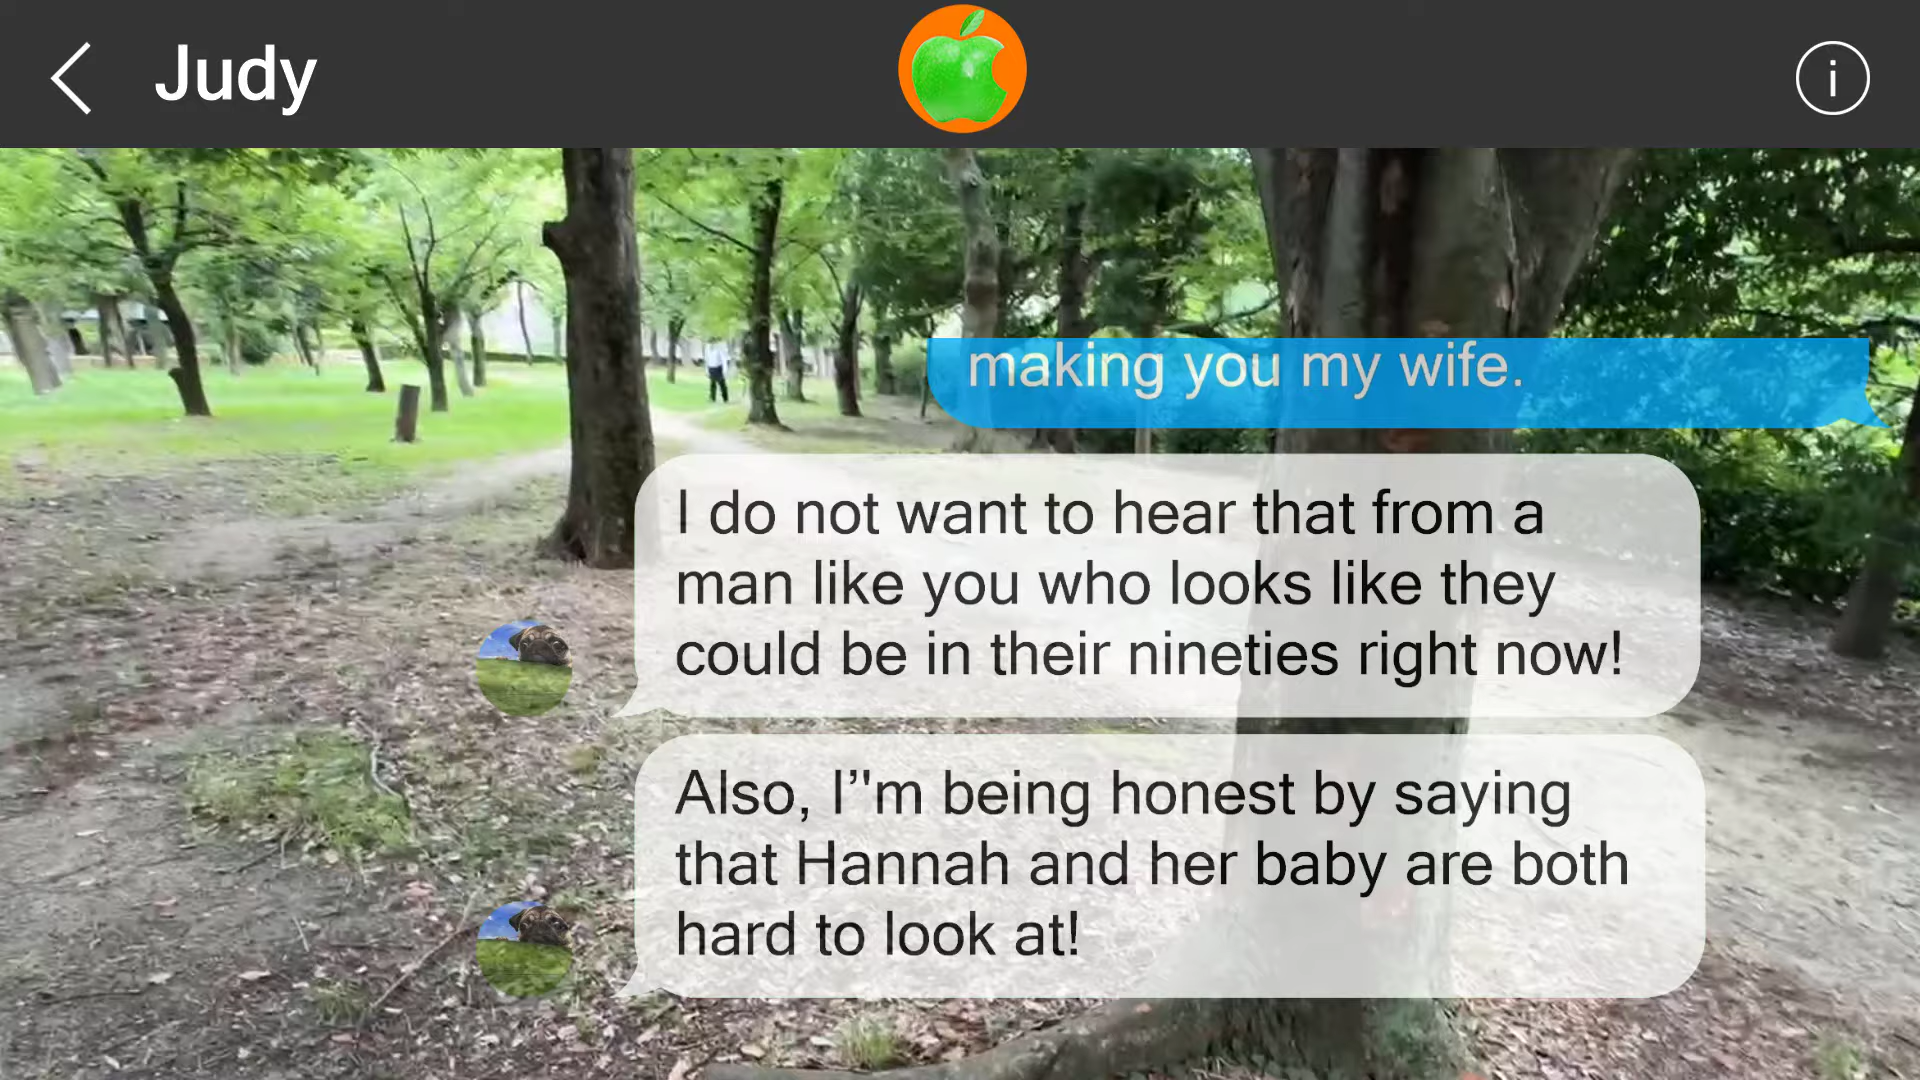 Judy
making you my wife.
I do not want to hear that from a
man like you who looks like they
could be in their nineties right now!
Also, I’'m being honest by saying
that Hannah and her baby are both
hard to look at!